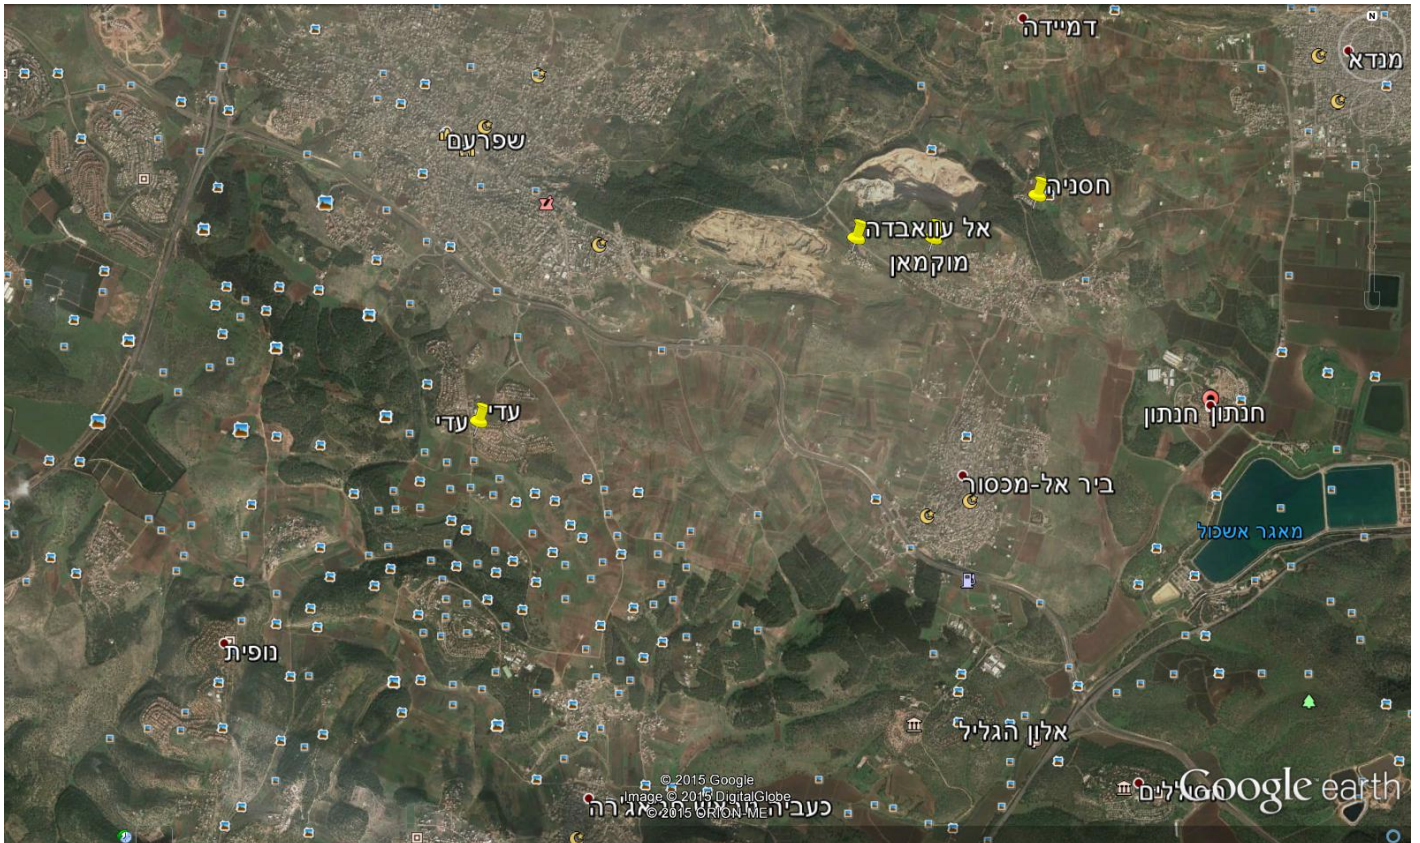 דמיידה
N
מנדא
שפרעם
חסניה
אל עוואבדה
מוקמאן
עדי
עדי
חנתון
חנתון
ביר אל-מכסור
מאגר אשכול
נופית
אלון הגליל
© 2015 Google
Image © 2015 DigitalGlobe
© 2015 ORION-ME
כעביה
Google earth